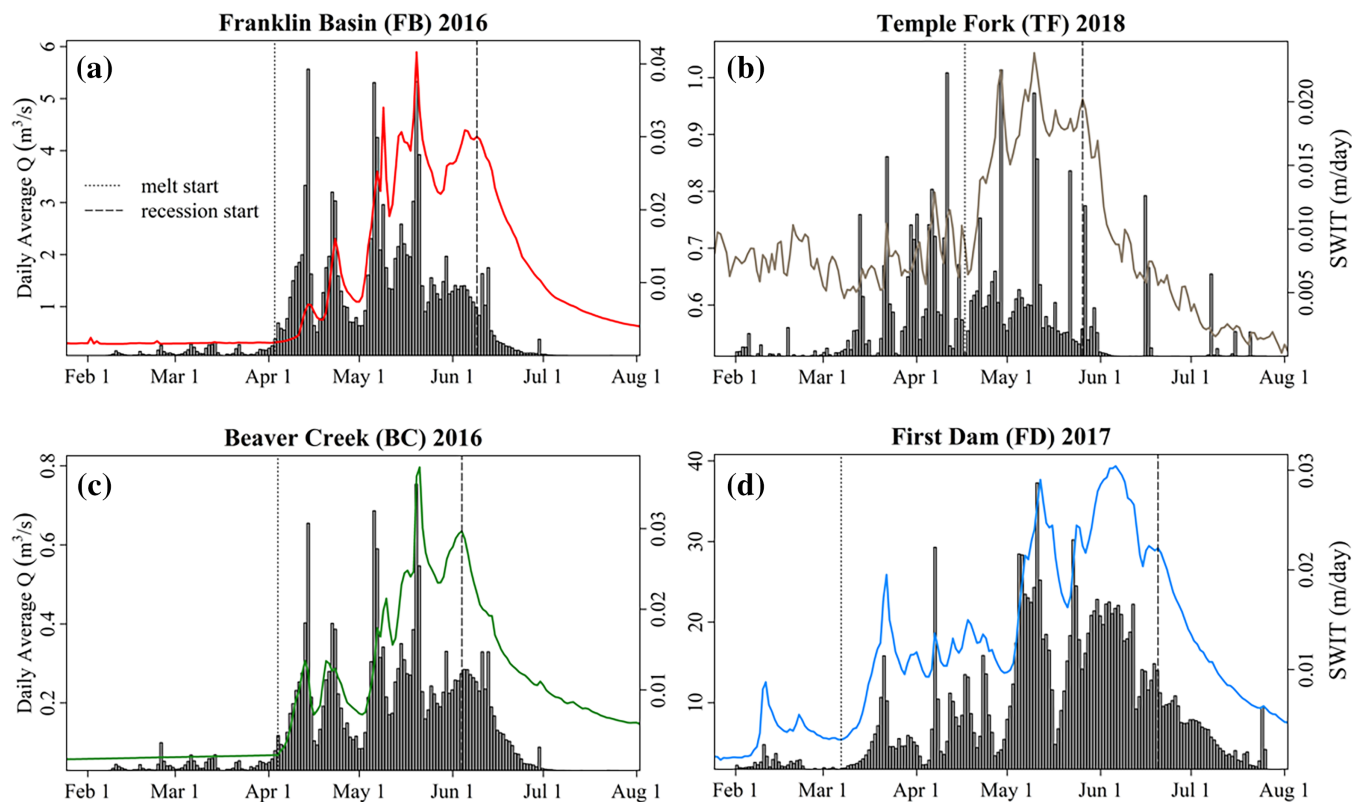 Franklin Basin (FB) 2016
(a)
Daily Average Q (m³/s)
6
5
4
3
2
1
0.04
0.03
0.02
0.01
melt start
recession start
Feb 1 Mar 1 Apr 1 May 1 Jun 1 Jul 1 Aug 1
Temple Fork (TF) 2018
(b)
1.0
0.9
0.8
0.7
0.6
0.020
0.015
0.010
0.005
0.000
SWIT (m/day)
Feb 1 Mar 1 Apr 1 May 1 Jun 1 Jul 1 Aug 1
Beaver Creek (BC) 2016
(c)
Daily Average Q (m³/s)
0.8
0.6
0.4
0.2
0.03
0.02
0.01
Feb 1 Mar 1 Apr 1 May 1 Jun 1 Jul 1 Aug 1
First Dam (FD) 2017
(d)
40
30
20
10
0.03
0.02
0.01
SWIT (m/day)
Feb 1 Mar 1 Apr 1 May 1 Jun 1 Jul 1 Aug 1